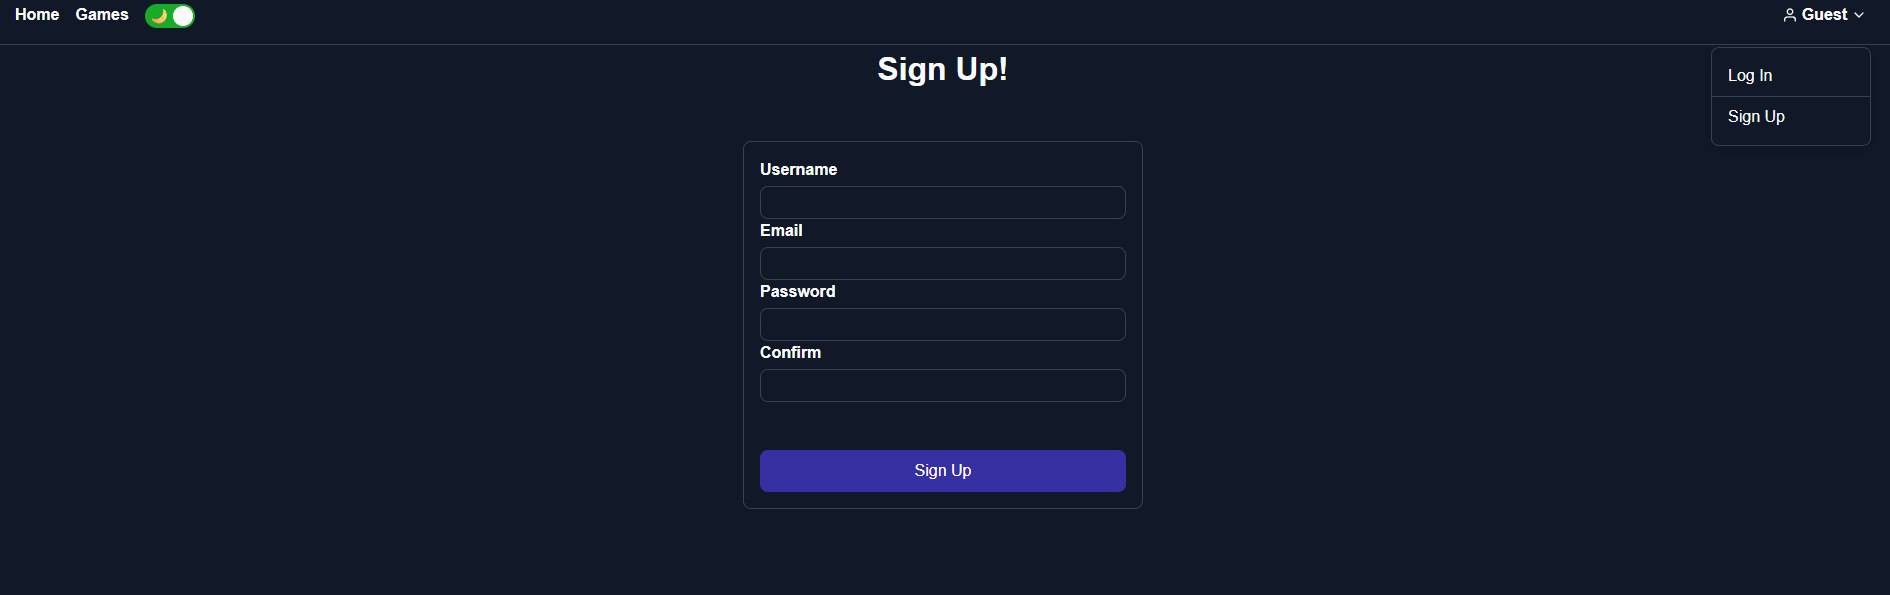 Home Games Guest
Sign Up!
Log In
Sign Up
Username
Email
Password
Confirm
Sign Up